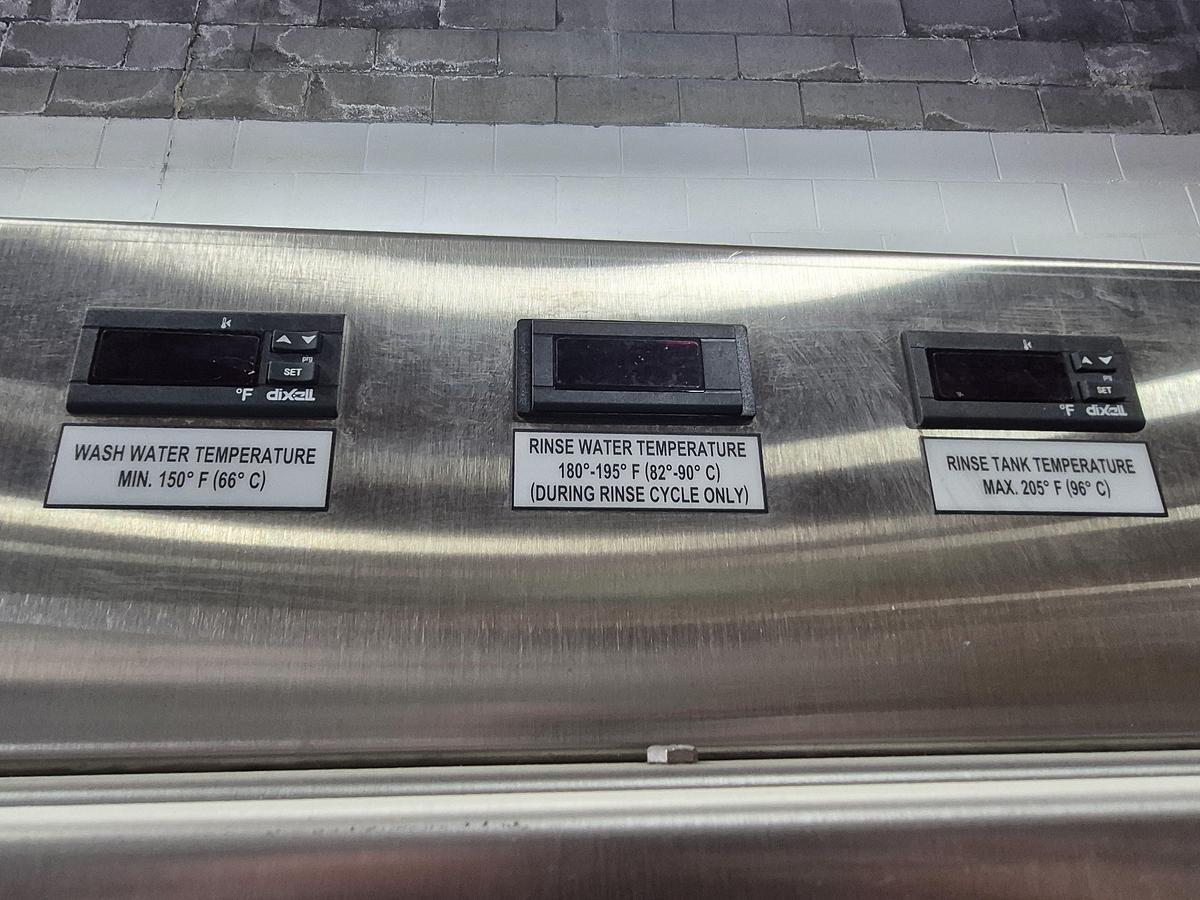 prg
SET
°F dixell
WASH WATER TEMPERATURE
MIN. 150° F (66° C)
RINSE WATER TEMPERATURE
180°-195° F (82°-90° C)
(DURING RINSE CYCLE ONLY)
prg
SET
°F dixell
RINSE TANK TEMPERATURE
MAX. 205° F (96° C)